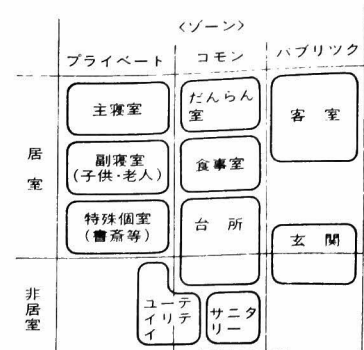 〈ゾーン〉
プライベート
コモン
パブリック
居室
主寝室
だんらん
室
客室
副寝室
(子供・老人)
食事室
特殊個室
(書斎等)
台所
玄関
非居室
ユーテ
ィリテ
ィ
サニタ
リー